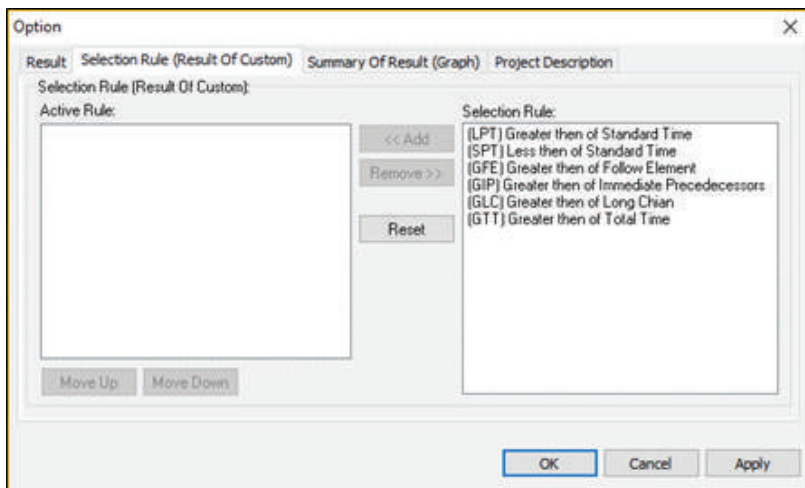 Option
Result
Selection Rule (Result Of Custom)
Summary Of Result (Graph)
Project Description
Selection Rule (Result Of Custom):
Active Rule:
Selection Rule:
<< Add
Remove >>
Reset
(LPT) Greater then of Standard Time
(SPT) Less then of Standard Time
(GFE) Greater then of Follow Element
(GIP) Greater then of Immediate Precedecessors
(GLC) Greater then of Long Chian
(GTT) Greater then of Total Time
Move Up
Move Down
OK
Cancel
Apply